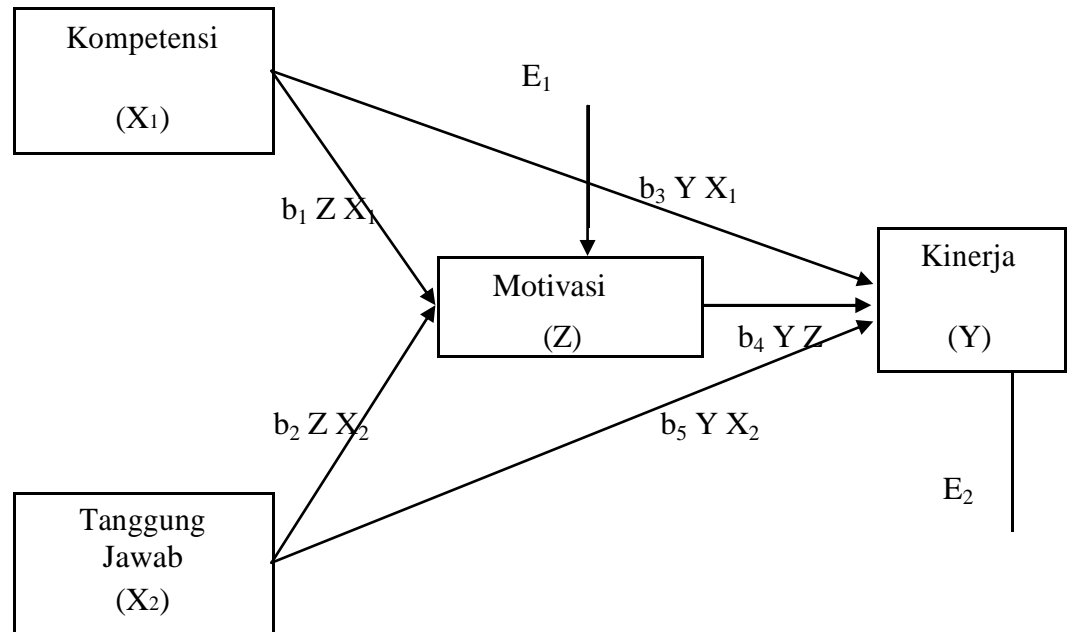 Kompetensi
(X₁)
E₁
b₃ Y X₁
b₁ Z X₁
Motivasi
(Z)
Kinerja
(Y)
b₄ Y Z
b₂ Z X₂
b₅ Y X₂
E₂
Tanggung
Jawab
(X₂)